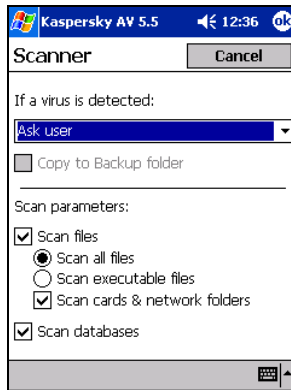 Kaspersky AV 5.5 12:36 ok
Scanner Cancel
If a virus is detected:
Ask user
Copy to Backup folder
Scan parameters:
Scan files
Scan all files
Scan executable files
Scan cards & network folders
Scan databases